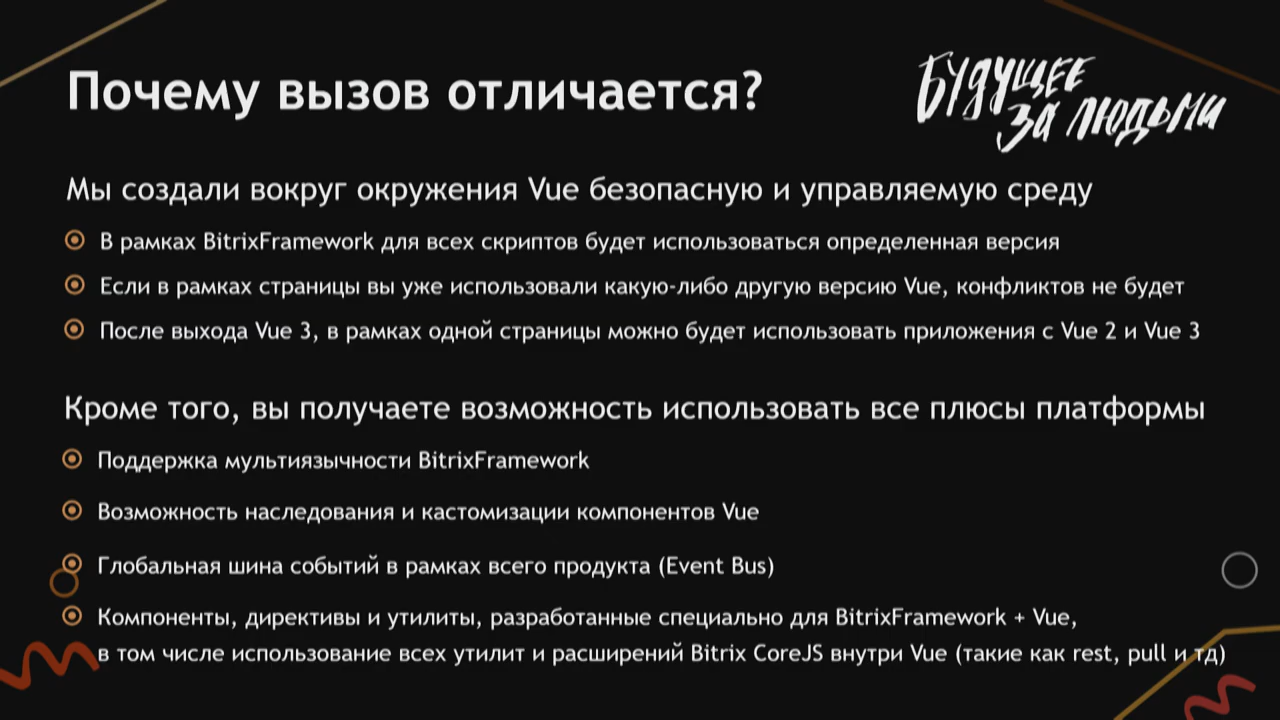 Почему вызов отличается?
Будущее
за людьми
Мы создали вокруг окружения Vue безопасную и управляемую среду
В рамках BitrixFramework для всех скриптов будет использоваться определенная версия
Если в рамках страницы вы уже использовали какую-либо другую версию Vue, конфликтов не будет
После выхода Vue 3, в рамках одной страницы можно будет использовать приложения с Vue 2 и Vue 3
Кроме того, вы получаете возможность использовать все плюсы платформы
Поддержка мультиязычности BitrixFramework
Возможность наследования и кастомизации компонентов Vue
Глобальная шина событий в рамках всего продукта (Event Bus)
Компоненты, директивы и утилиты, разработанные специально для BitrixFramework + Vue,
в том числе использование всех утилит и расширений Bitrix CoreJS внутри Vue (такие как rest, pull и тд)